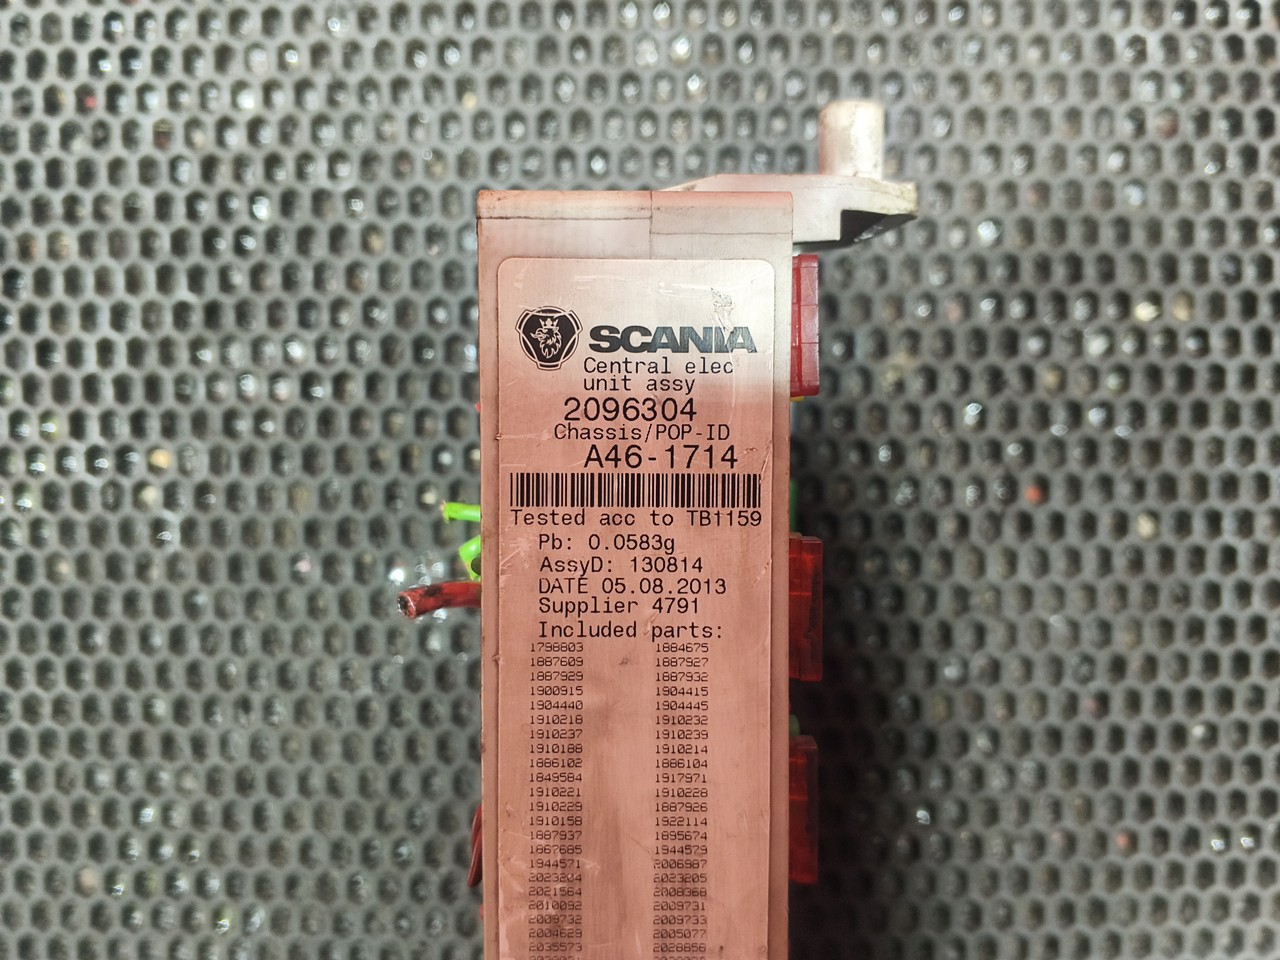 SCANIA
Central elec
unit assy
2096304
Chassis/POP-ID
A46-1714
Tested acc to TB1159
Pb: 0.0583g
AssyD: 130814
DATE 05.08.2013
Supplier 4791
Included parts:
1798803 1884675
1887609 1887927
1887929 1887932
1900915 1904415
1904440 1904445
1910218 1910232
1910237 1910239
1910188 1910214
1886102 1886104
1849584 1917971
1910221 1910228
1910229 1887926
1910158 1922114
1887937 1895674
1867685 1944579
1944571 2006987
2023204 2023205
2021564 2008368
2010092 2009731
2009732 2009733
2004629 2005077
2035573 2028856